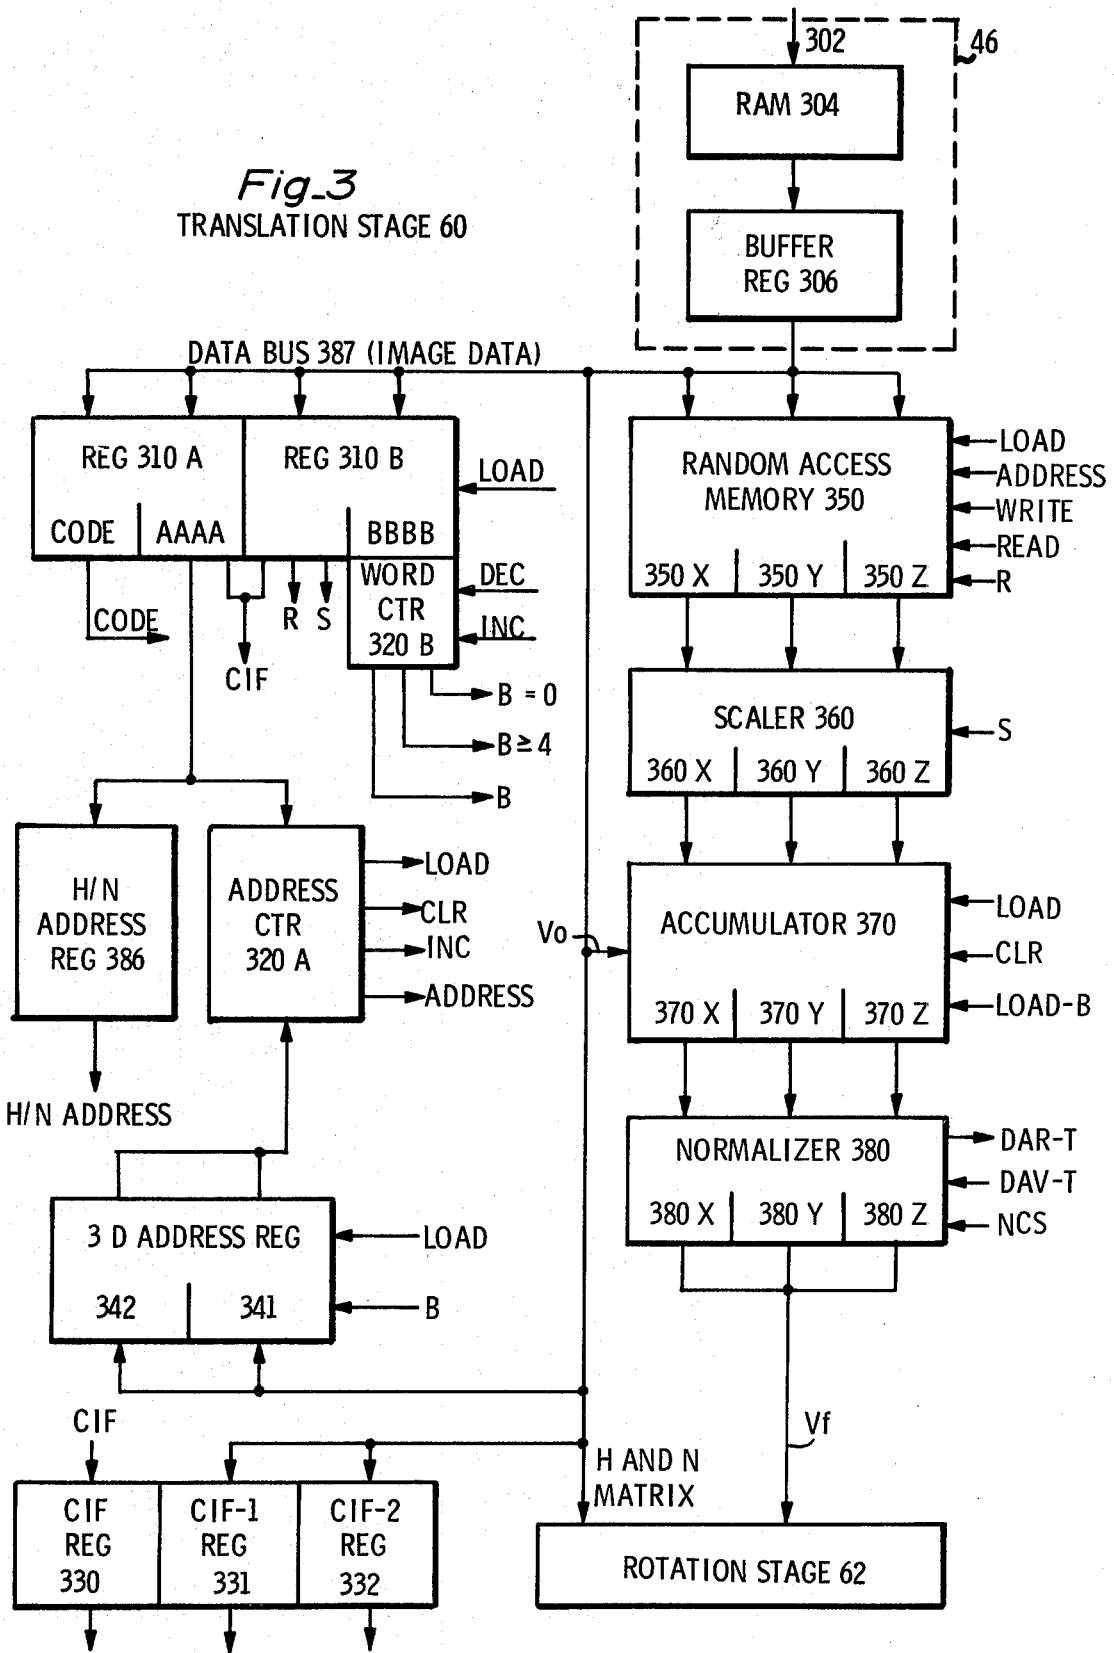 302
46
RAM 304
Fig_3
TRANSLATION STAGE 60
BUFFER
REG 306
DATA BUS 387 (IMAGE DATA)
REG 310 A
REG 310 B
CODE
AAAA
BBBB
LOAD
WORD
CTR
320 B
DEC
INC
CODE
CIF
R
S
B = 0
B ≥ 4
B
RANDOM ACCESS
MEMORY 350
350 X
350 Y
350 Z
LOAD
ADDRESS
WRITE
READ
R
SCALER 360
360 X
360 Y
360 Z
S
H/N
ADDRESS
REG 386
ADDRESS
CTR
320 A
LOAD
CLR
INC
ADDRESS
H/N ADDRESS
Vo
ACCUMULATOR 370
370 X
370 Y
370 Z
LOAD
CLR
LOAD-B
NORMALIZER 380
380 X
380 Y
380 Z
DAR-T
DAV-T
NCS
3 D ADDRESS REG
342
341
LOAD
B
CIF
CIF
REG
330
CIF-1
REG
331
CIF-2
REG
332
H AND N
MATRIX
Vf
ROTATION STAGE 62